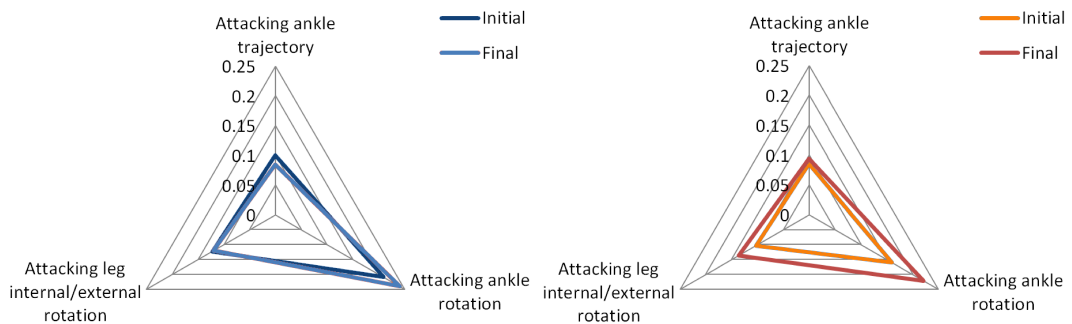 Attacking ankle
trajectory
Initial
Final
0.25
0.2
0.15
0.1
0.05
0
Attacking leg
internal/external
rotation
Attacking ankle
rotation
Attacking ankle
trajectory
Initial
Final
0.25
0.2
0.15
0.1
0.05
0
Attacking leg
internal/external
rotation
Attacking ankle
rotation